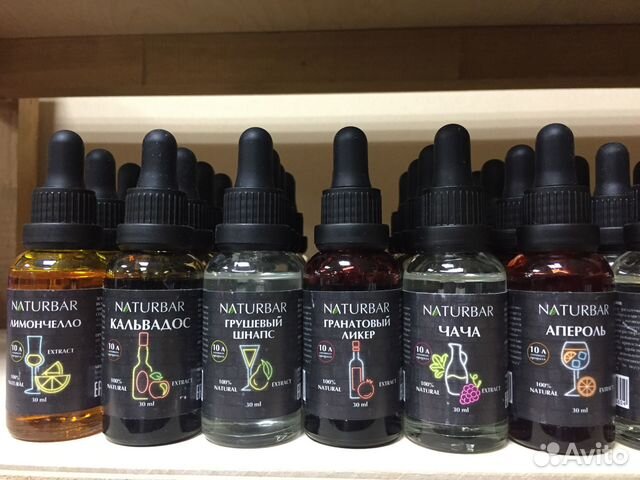 NATURBAR
ЛИМОНЧЕЛЛО
10 Л
EXTRACT
100%
NATURAL
30 ml
NATURBAR
КАЛЬВАДОС
10 Л
100%
NATURAL
EXTRACT
30 ml
NATURBAR
ГРУШЕВЫЙ
ШНАПС
10 Л
100%
NATURAL
EXTRACT
30 ml
NATURBAR
ГРАНАТОВЫЙ
ЛИКЕР
10 Л
100%
NATURAL
EXTRACT
30 ml
NATURBAR
ЧАЧА
10 Л
100%
NATURAL
EXTRACT
30 ml
NATURBAR
АПЕРОЛЬ
10 Л
100%
NATURAL
EXTRACT
30 ml
Avito